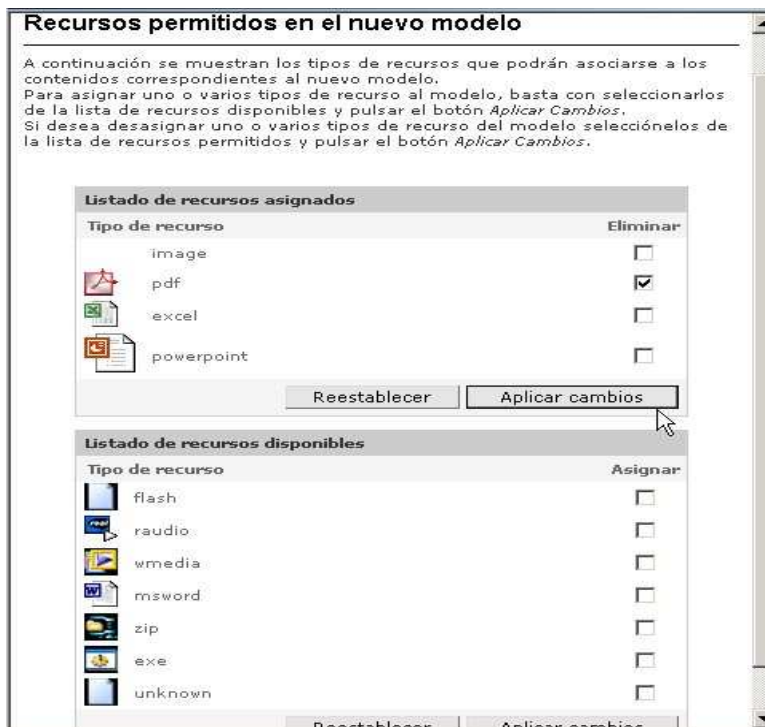 Recursos permitidos en el nuevo modelo
A continuación se muestran los tipos de recursos que podrán asociarse a los
contenidos correspondientes al nuevo modelo.
Para asignar uno o varios tipos de recurso al modelo, basta con seleccionarlos
de la lista de recursos disponibles y pulsar el botón Aplicar Cambios.
Si desea desasignar uno o varios tipos de recurso del modelo selecciónelos de
la lista de recursos permitidos y pulsar el botón Aplicar Cambios.
Listado de recursos asignados
Tipo de recurso Eliminar
image
pdf
excel
powerpoint
Reestablecer Aplicar cambios
Listado de recursos disponibles
Tipo de recurso Asignar
flash
raudio
wmedia
msword
zip
exe
unknown
Reestablecer Aplicar cambios